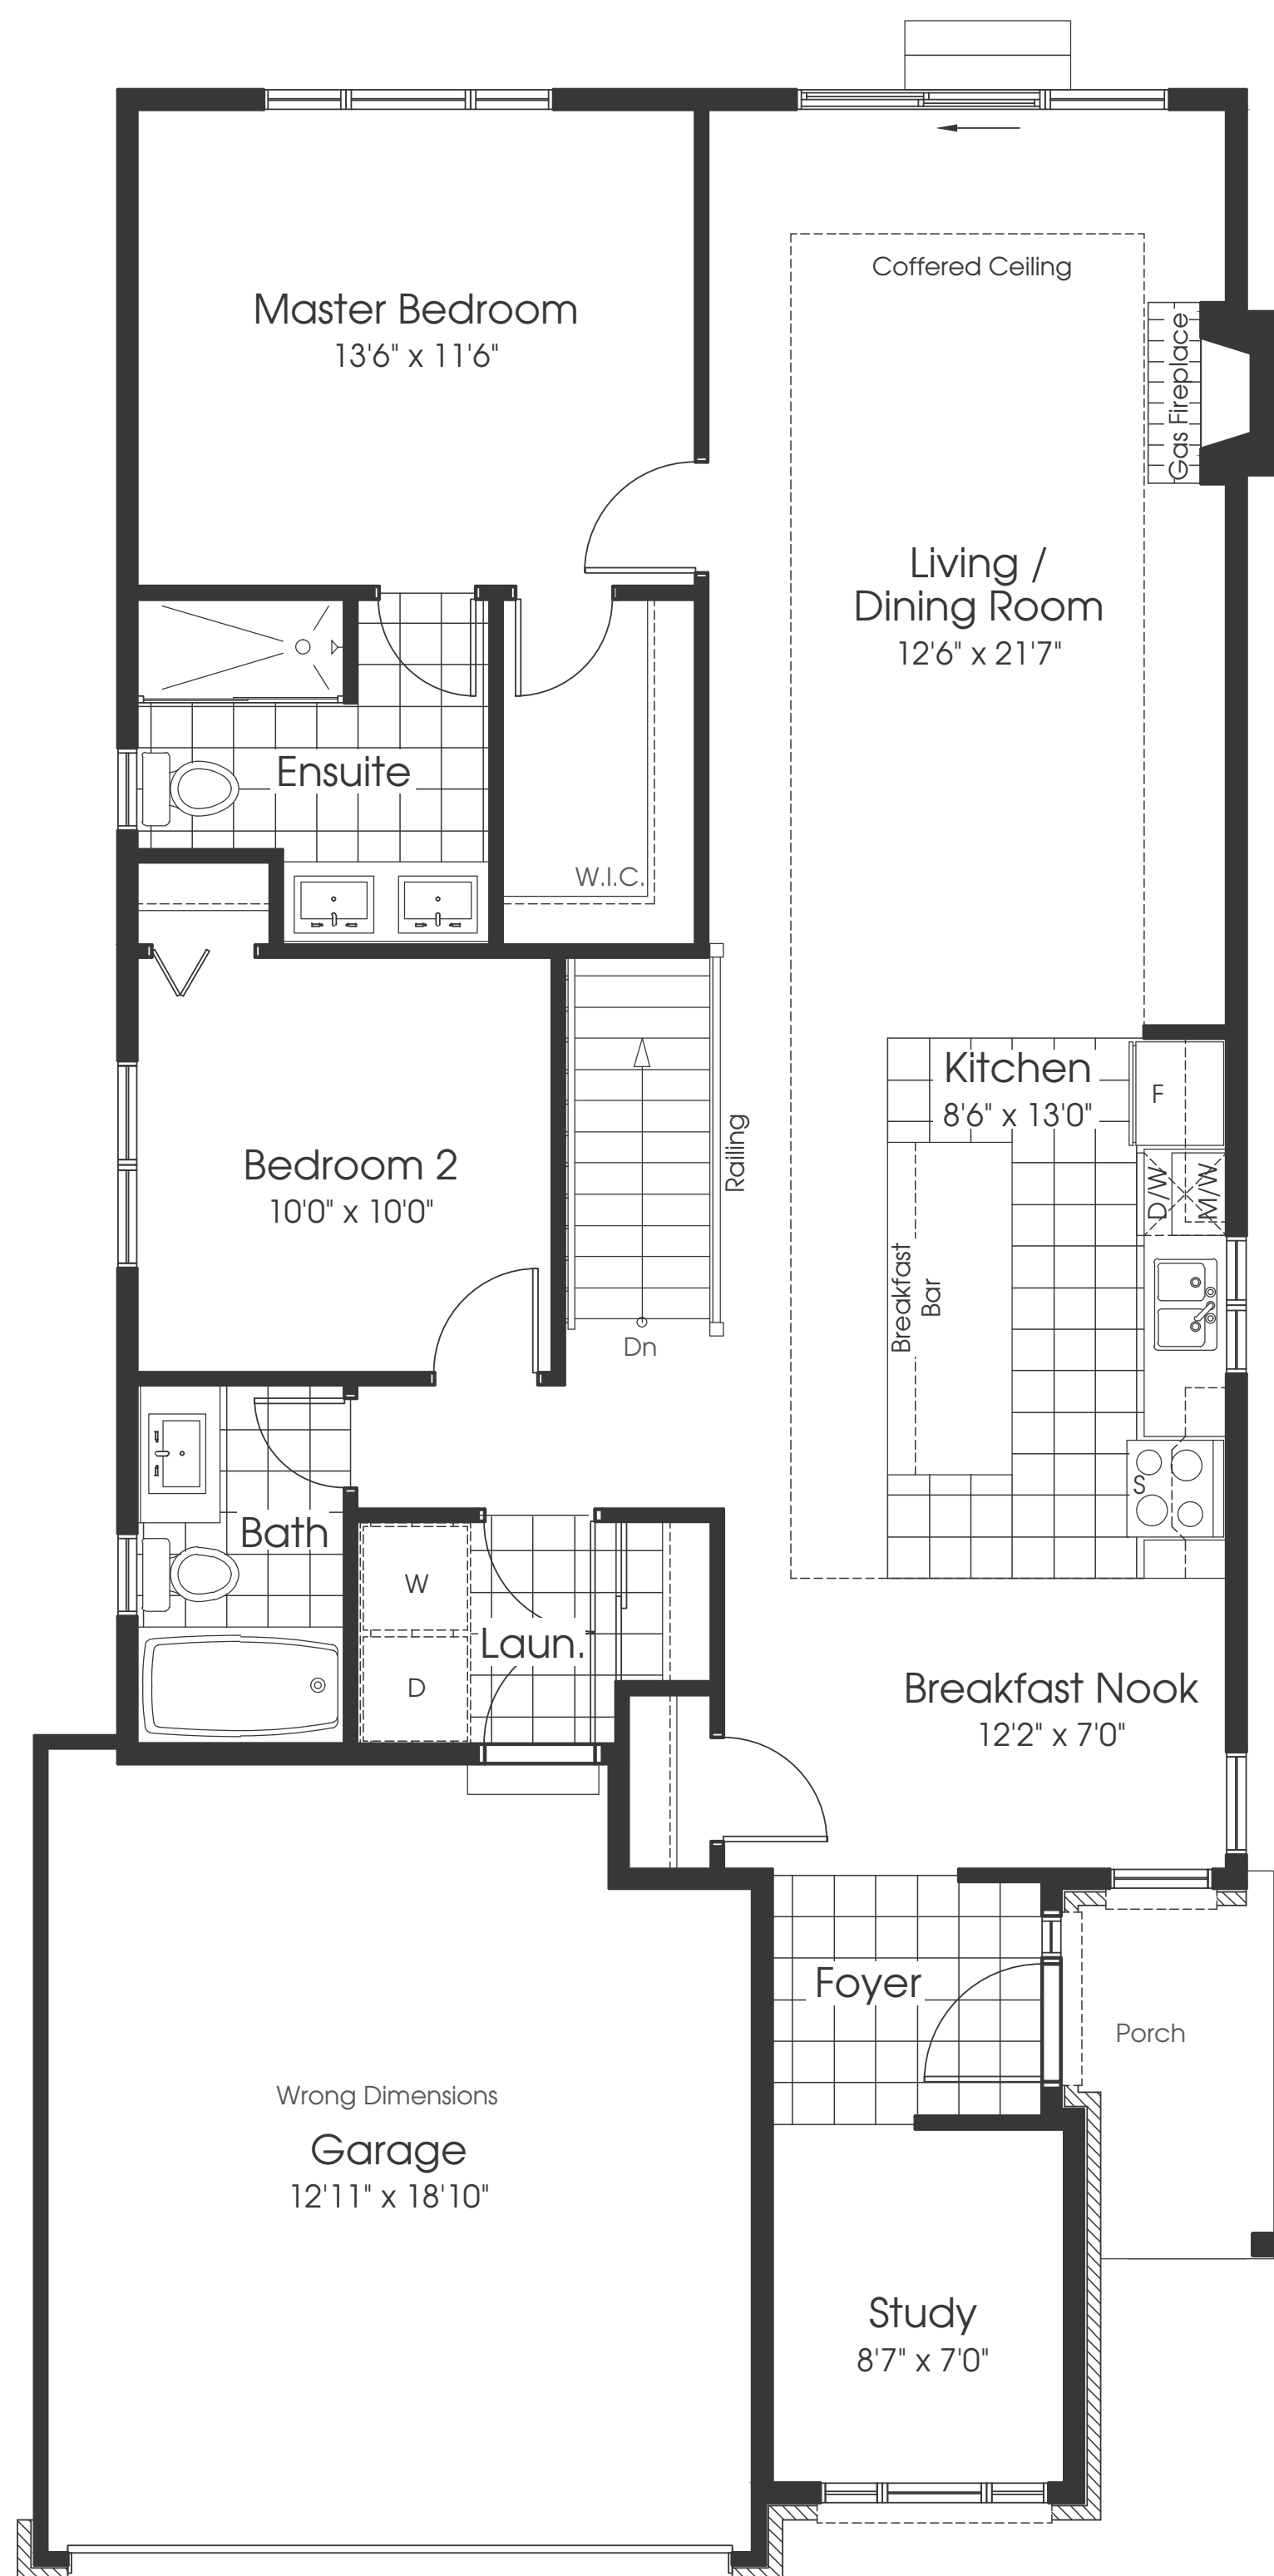 Coffered Ceiling
Master Bedroom
13'6" x 11'6"
Gas Fireplace
Living /
Dining Room
12'6" x 21'7"
Ensuite
W.I.C.
Kitchen
8'6" x 13'0"
F
D/W
M/W
Bedroom 2
10'0" x 10'0"
Railing
Breakfast
Bar
Dn
S
Bath
W
Laun.
D
Breakfast Nook
12'2" x 7'0"
Foyer
Porch
Wrong Dimensions
Garage
12'11" x 18'10"
Study
8'7" x 7'0"